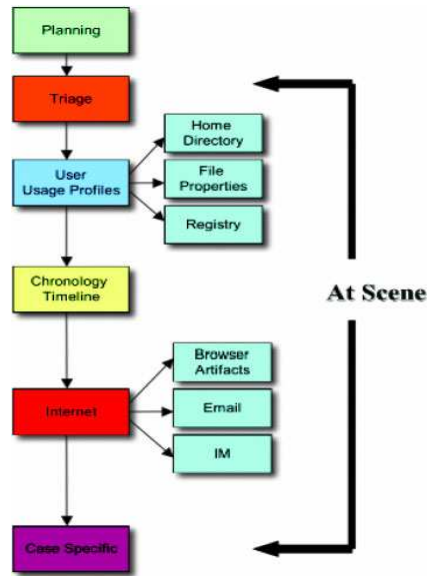 Planning
Triage
Home
Directory
User
Usage Profiles
File
Properties
Registry
Chronology
Timeline
At Scene
Browser
Artifacts
Internet
Email
IM
Case Specific